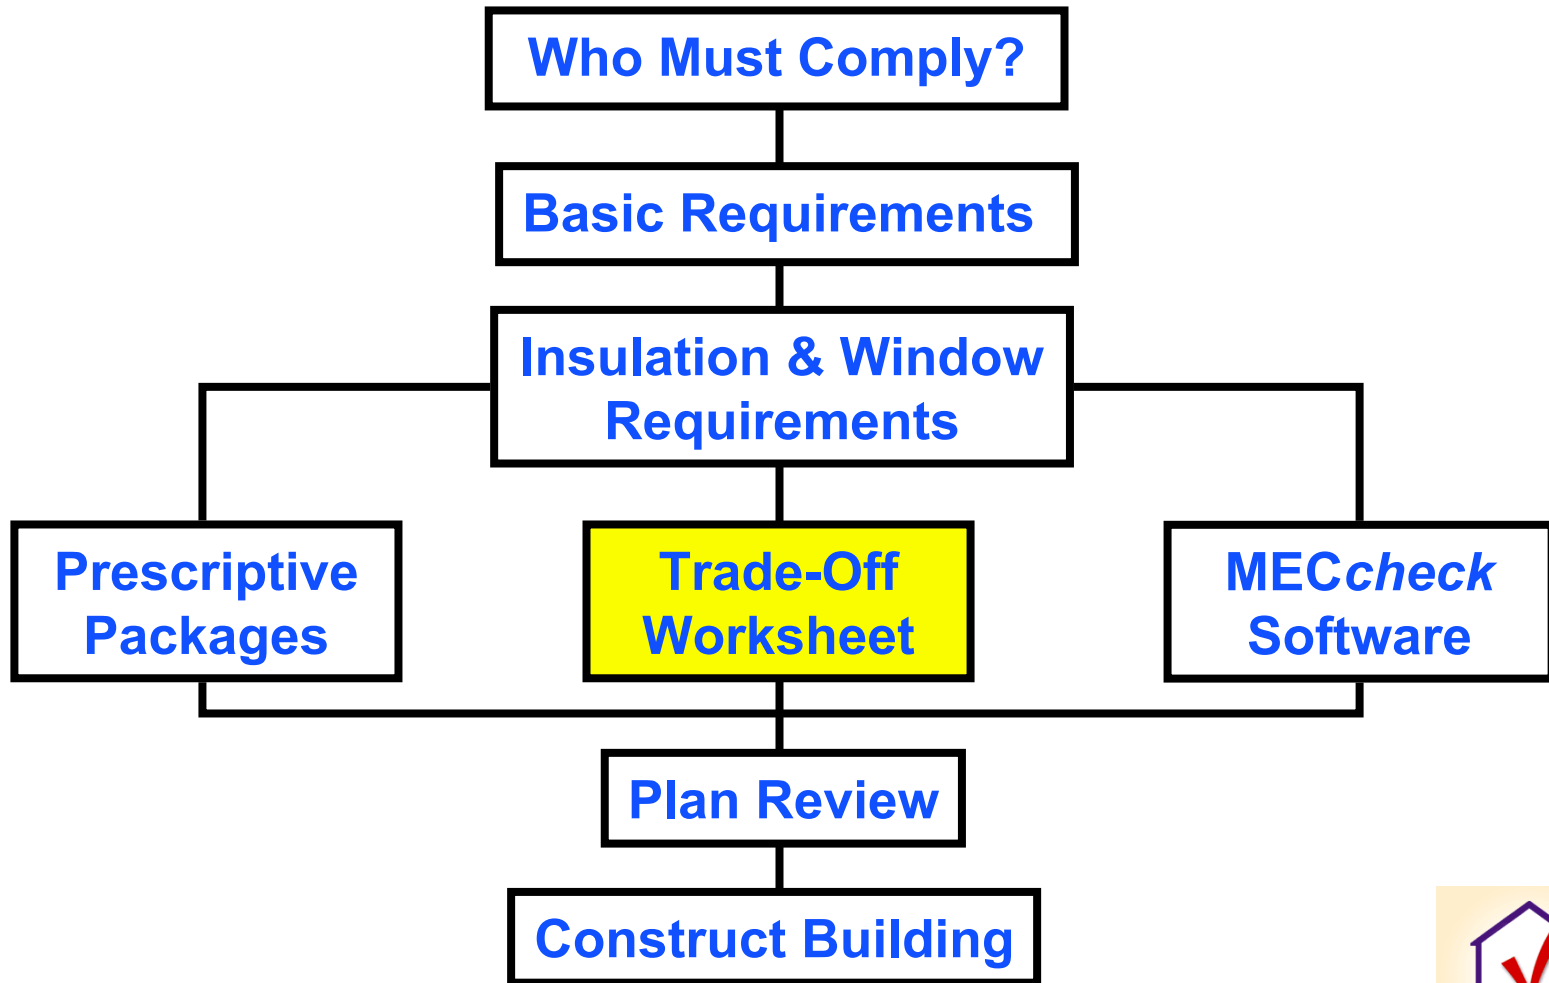 Who Must Comply?
Basic Requirements
Insulation & Window
Requirements
Prescriptive
Packages
Trade-Off
Worksheet
MECcheck
Software
Plan Review
Construct Building